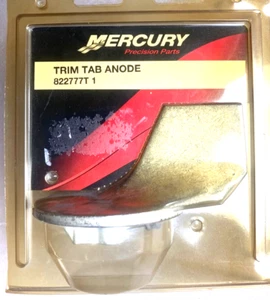 MERCURY
Precision Parts
TRIM TAB ANODE
822777T 1